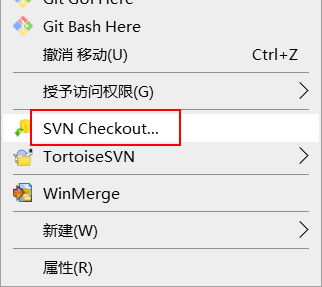 Git GUI Here
Git Bash Here
撤消 移动(U) Ctrl+Z
授予访问权限(G)
SVN Checkout...
TortoiseSVN
WinMerge
新建(W)
属性(R)